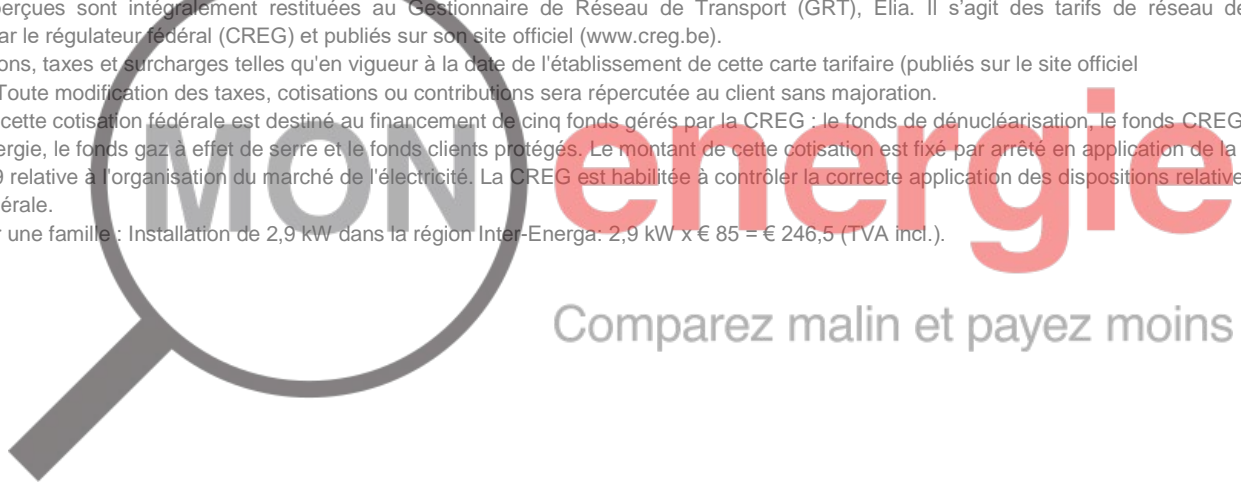 perçues sont intégralement restituées au Gestionnaire de Réseau de Transport (GRT), Elia. Il s’agit des tarifs de réseau de
par le régulateur fédéral (CREG) et publiés sur son site officiel (www.creg.be).
ons, taxes et surcharges telles qu'en vigueur à la date de l'établissement de cette carte tarifaire (publiés sur le site officiel
Toute modification des taxes, cotisations ou contributions sera répercutée au client sans majoration.
cette cotisation fédérale est destiné au financement de cinq fonds gérés par la CREG : le fonds de dénucléarisation, le fonds CREG
ergie, le fonds gaz à effet de serre et le fonds clients protégés. Le montant de cette cotisation est fixé par arrêté en application de la
9 relative à l'organisation du marché de l'électricité. La CREG est habilitée à contrôler la correcte application des dispositions relative
dérale.
r une famille : Installation de 2,9 kW dans la région Inter-Energa: 2,9 kW x € 85 = € 246,5 (TVA incl.).
MON energie
Comparez malin et payez moins